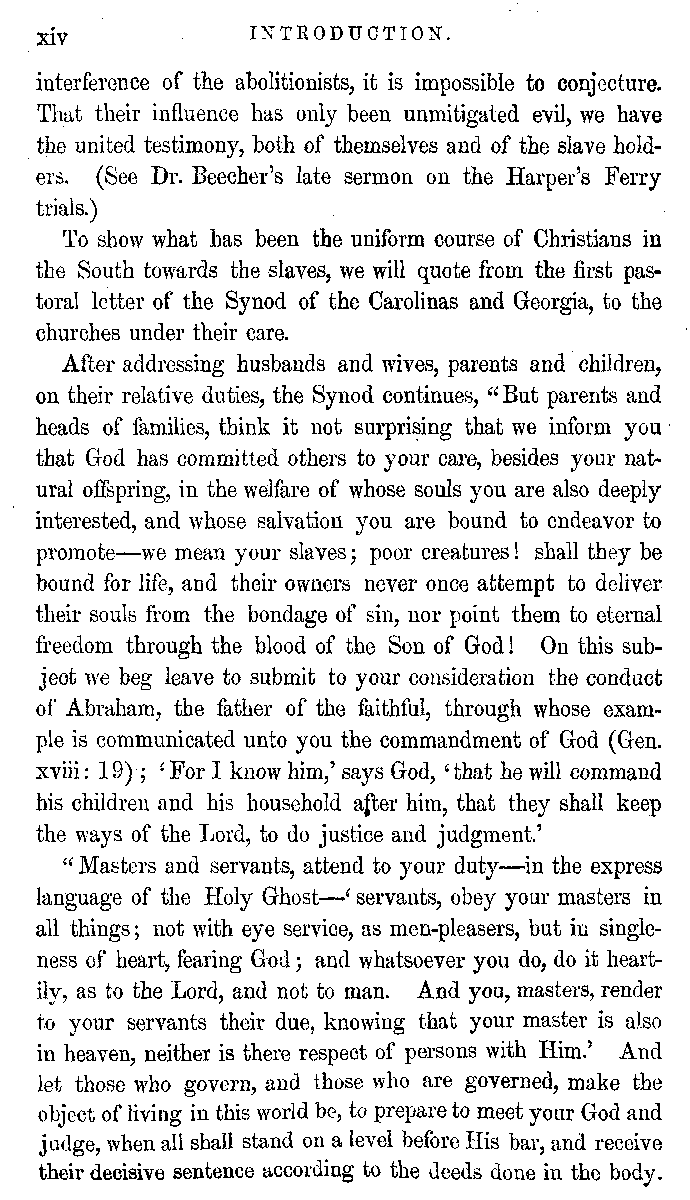 xiv INTRODUCTION.
interference of the abolitionists, it is impossible to conjecture.
That their influence has only been unmitigated evil, we have
the united testimony, both of themselves and of the slave hold-
ers. (See Dr. Beecher's late sermon on the Harper's Ferry
trials.)
To show what has been the uniform course of Christians in
the South towards the slaves, we will quote from the first pas-
toral letter of the Synod of the Carolinas and Georgia, to the
churches under their care.
After addressing husbands and wives, parents and children,
on their relative duties, the Synod continues, "But parents and
heads of families, think it not surprising that we inform you
that God has committed others to your care, besides your nat-
ural offspring, in the welfare of whose souls you are also deeply
interested, and whose salvation you are bound to endeavor to
promote—we mean your slaves; poor creatures! shall they be
bound for life, and their owners never once attempt to deliver
their souls from the bondage of sin, nor point them to eternal
freedom through the blood of the Son of God! On this sub-
ject we beg leave to submit to your consideration the conduct
of Abraham, the father of the faithful, through whose exam-
ple is communicated unto you the commandment of God (Gen.
xviii: 19); 'For I know him,' says God, 'that he will command
his children and his household after him, that they shall keep
the ways of the Lord, to do justice and judgment.'
"Masters and servants, attend to your duty—in the express
language of the Holy Ghost—'servants, obey your masters in
all things; not with eye service, as men-pleasers, but in single-
ness of heart, fearing God; and whatsoever you do, do it heart-
ily, as to the Lord, and not to man. And you, masters, render
to your servants their due, knowing that your master is also
in heaven, neither is there respect of persons with Him.' And
let those who govern, and those who are governed, make the
object of living in this world be, to prepare to meet your God and
judge, when all shall stand on a level before His bar, and receive
their decisive sentence according to the deeds done in the body.